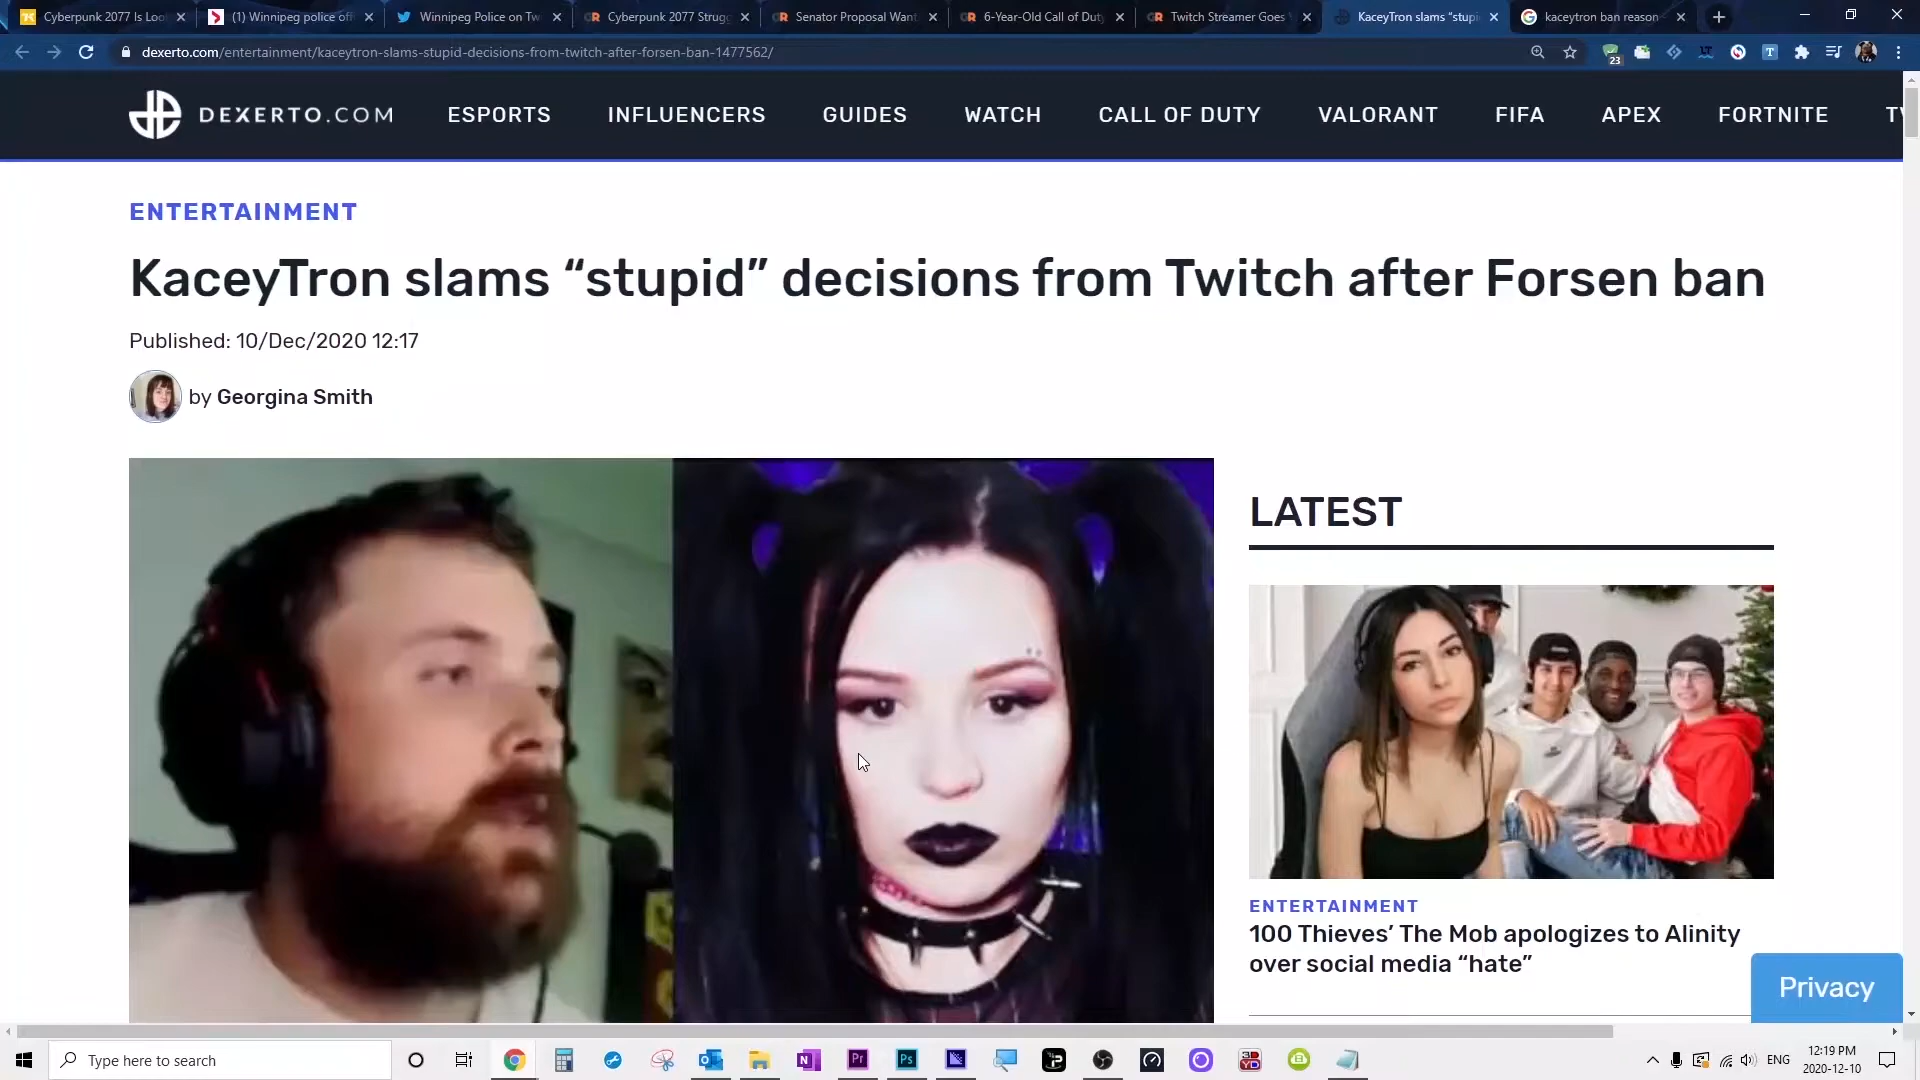 Cyberpunk 2077 Is Loo
(1) Winnipeg police off
Winnipeg Police on Tw
Cyberpunk 2077 Strugg
Senator Proposal Want
6-Year-Old Call of Duty
Twitch Streamer Goes
KaceyTron slams “stupi
kaceytron ban reason
dexerto.com/entertainment/kaceytron-slams-stupid-decisions-from-twitch-after-forsen-ban-1477562/
23
DEXERTO.COM
ESPORTS
INFLUENCERS
GUIDES
WATCH
CALL OF DUTY
VALORANT
FIFA
APEX
FORTNITE
ENTERTAINMENT
KaceyTron slams “stupid” decisions from Twitch after Forsen ban
Published: 10/Dec/2020 12:17
by Georgina Smith
LATEST
ENTERTAINMENT
100 Thieves’ The Mob apologizes to Alinity
over social media “hate”
Privacy
Type here to search
Pr
Ps
ENG
12:19 PM
2020-12-10